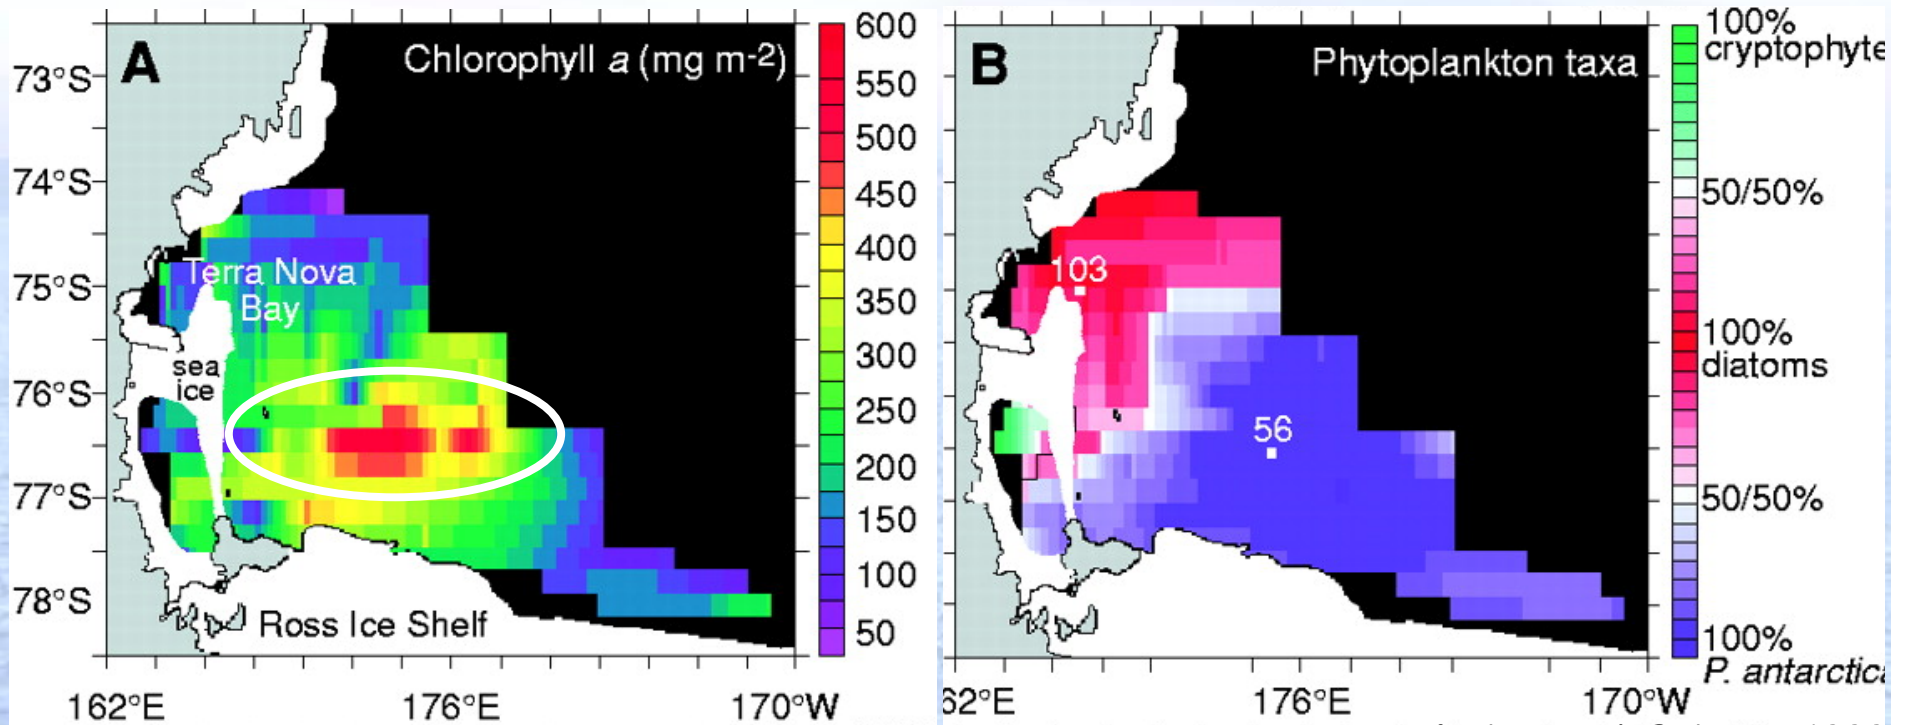 A
Chlorophyll a (mg m-2)
73°S
74°S
75°S
76°S
77°S
78°S
Terra Nova
Bay
sea
ice
Ross Ice Shelf
162°E
176°E
170°W
600
550
500
450
400
350
300
250
200
150
100
50
B
Phytoplankton taxa
103
56
62°E
176°E
170°W
100%
cryptophyte
50/50%
100%
diatoms
50/50%
100%
P. antarctica